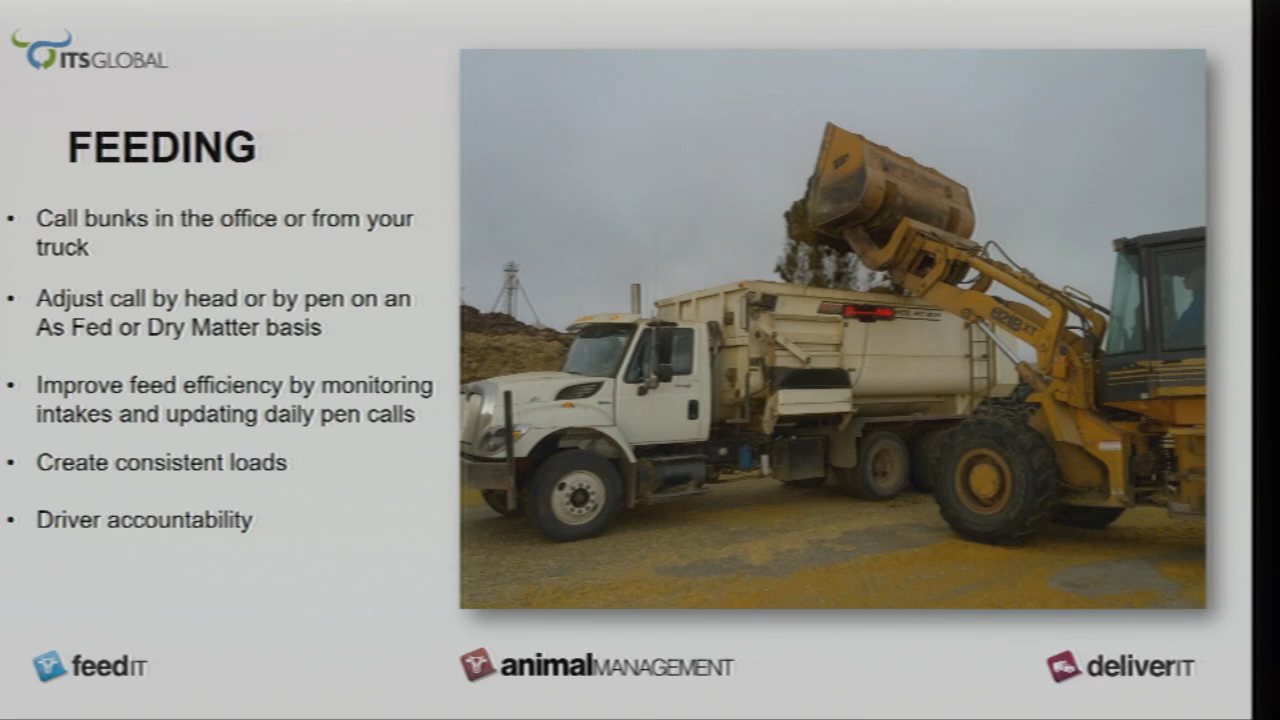 ITSGLOBAL
FEEDING
• Call bunks in the office or from your
truck
• Adjust call by head or by pen on an
As Fed or Dry Matter basis
• Improve feed efficiency by monitoring
intakes and updating daily pen calls
• Create consistent loads
• Driver accountability
feedIT
animalMANAGEMENT
deliverIT